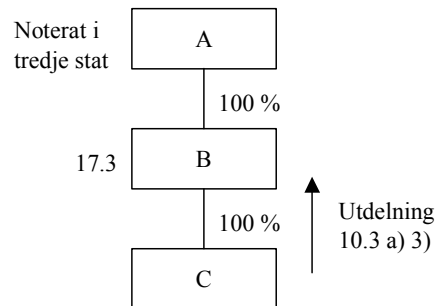 Noterat i
tredje stat
A
100 %
17.3
B
100 %
Utdelning
10.3 a) 3)
C